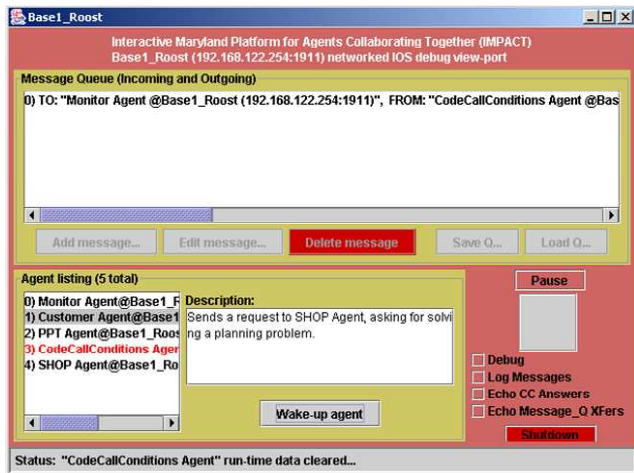 Base1_Roost
Interactive Maryland Platform for Agents Collaborating Together (IMPACT)
Base1_Roost (192.168.122.254:1911) networked IOS debug view-port
Message Queue (Incoming and Outgoing)
0) TO: "Monitor Agent @Base1_Roost (192.168.122.254:1911)", FROM: "CodeCallConditions Agent @Bas
Add message... Edit message... Delete message Save Q... Load Q...
Agent listing (5 total)
0) Monitor Agent@Base1_R
1) Customer Agent@Base1
2) PPT Agent@Base1_Roos
3) CodeCallConditions Ager
4) SHOP Agent@Base1_Ro
Description:
Sends a request to SHOP Agent, asking for solvi
ng a planning problem.
Wake-up agent
Pause
Debug
Log Messages
Echo CC Answers
Echo Message_Q XFers
Shutdown
Status: "CodeCallConditions Agent" run-time data cleared...